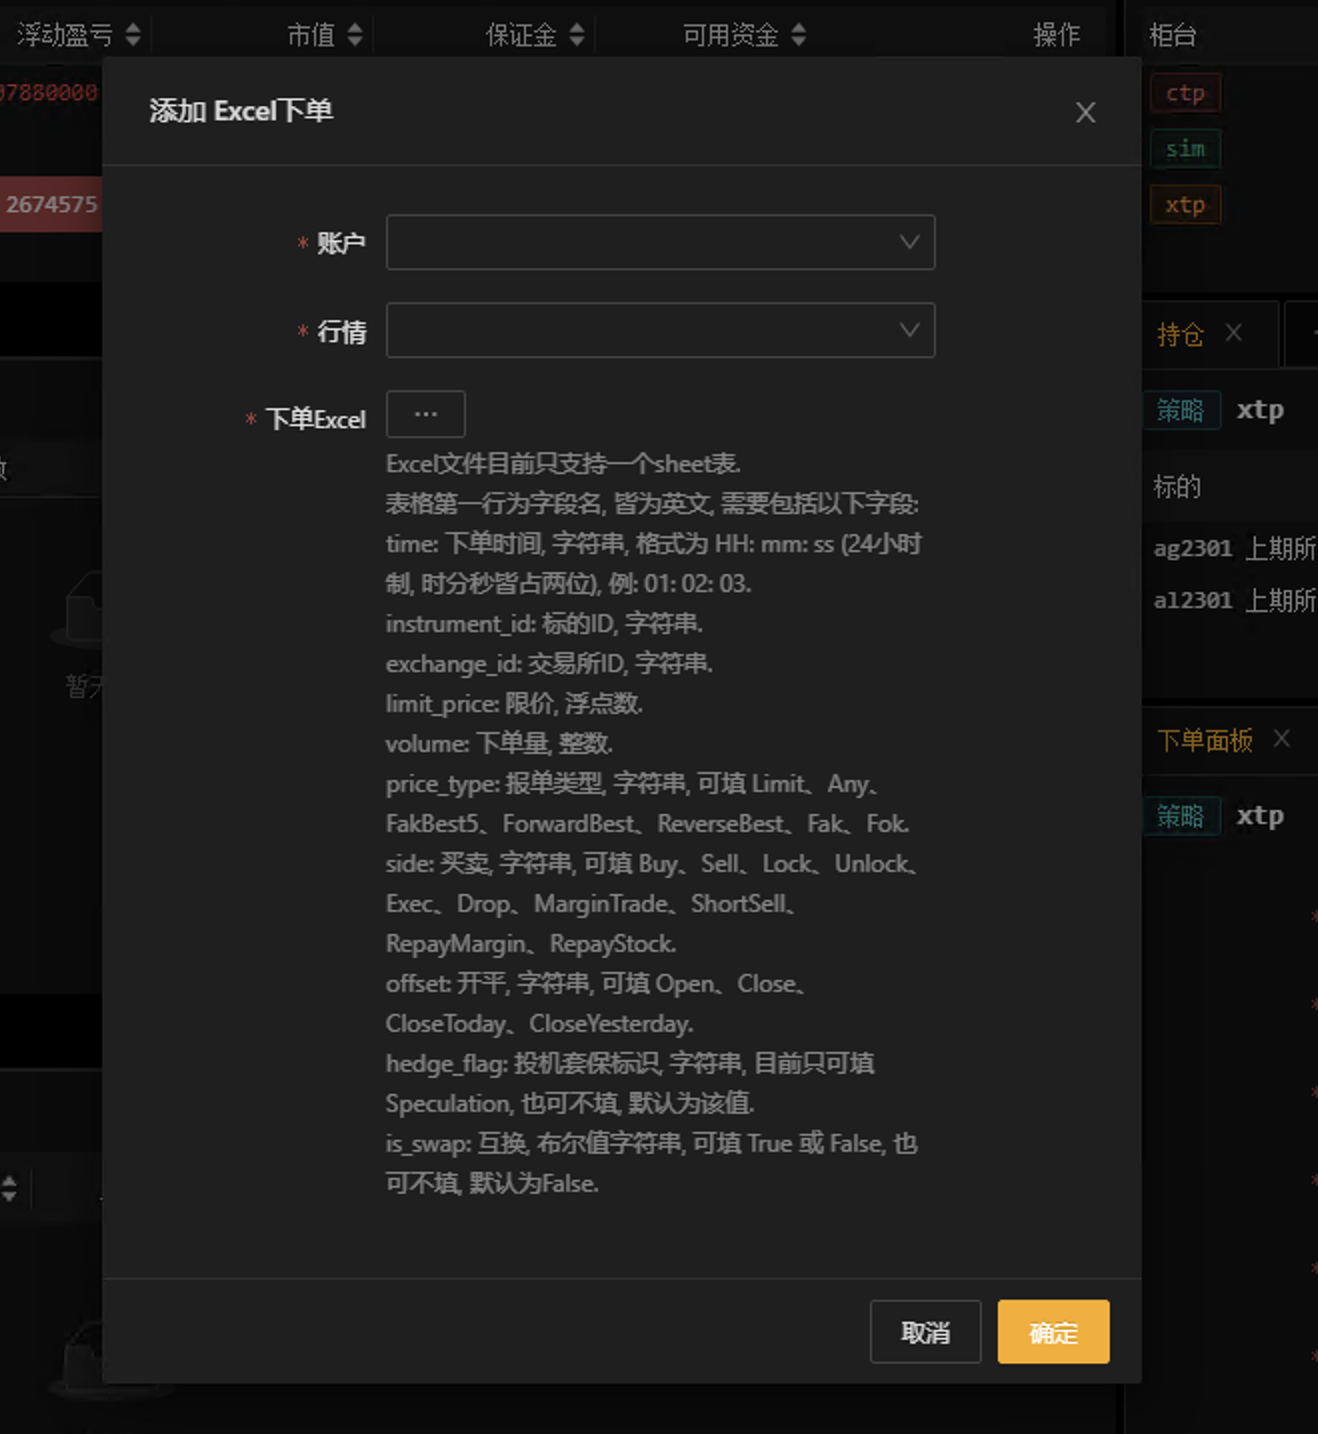 浮动盈亏 市值 保证金 可用资金 操作 柜台
07880000
2674575
添加 Excel下单
ctp
sim
xtp
* 账户
* 行情
* 下单Excel
...
Excel文件目前只支持一个sheet表.
表格第一行为字段名, 皆为英文, 需要包括以下字段:
time: 下单时间, 字符串, 格式为 HH: mm: ss (24小时
制, 时分秒皆占两位), 例: 01: 02: 03.
instrument_id: 标的ID, 字符串.
exchange_id: 交易所ID, 字符串.
limit_price: 限价, 浮点数.
volume: 下单量, 整数.
price_type: 报单类型, 字符串, 可填 Limit、Any、
FakBest5、ForwardBest、ReverseBest、Fak、Fok.
side: 买卖, 字符串, 可填 Buy、Sell、Lock、Unlock、
Exec、Drop、MarginTrade、ShortSell、
RepayMargin、RepayStock.
offset: 开平, 字符串, 可填 Open、Close、
CloseToday、CloseYesterday.
hedge_flag: 投机套保标识, 字符串, 目前只可填
Speculation, 也可不填, 默认为该值.
is_swap: 互换, 布尔值字符串, 可填 True 或 False, 也
可不填, 默认为False.
取消 确定
持仓
策略 xtp
标的
ag2301 上期所
al2301 上期所
下单面板
策略 xtp
暂无